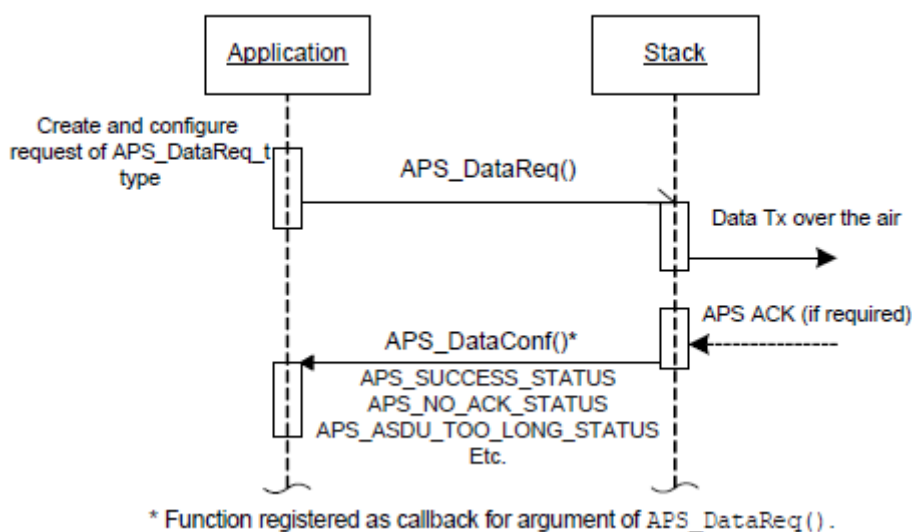 Application
Stack
Create and configure
request of APS_DataReq_t
type
APS_DataReq()
Data Tx over the air
APS ACK (if required)
APS_DataConf()*
APS_SUCCESS_STATUS
APS_NO_ACK_STATUS
APS_ASDU_TOO_LONG_STATUS
Etc.
* Function registered as callback for argument of APS_DataReq().